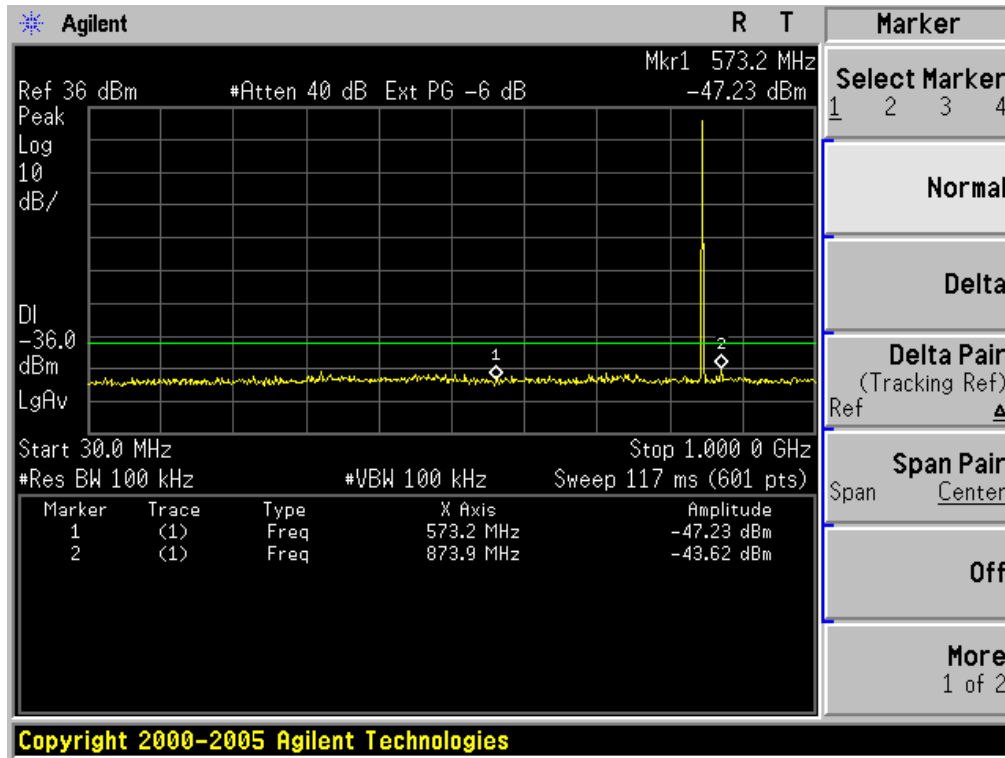 Agilent R T
Mkr1 573.2 MHz
Ref 36 dBm #Atten 40 dB Ext PG -6 dB -47.23 dBm
Peak
Log
10
dB/
DI
-36.0
dBm
LgAv
1
2
Start 30.0 MHz Stop 1.000 0 GHz
#Res BW 100 kHz #VBW 100 kHz Sweep 117 ms (601 pts)
Marker Trace Type X Axis Amplitude
1 (1) Freq 573.2 MHz -47.23 dBm
2 (1) Freq 873.9 MHz -43.62 dBm
Copyright 2000-2005 Agilent Technologies
Marker
Select Marker
1 2 3 4
Normal
Delta
Delta Pair
(Tracking Ref)
Ref Δ
Span Pair
Span Center
Off
More
1 of 2